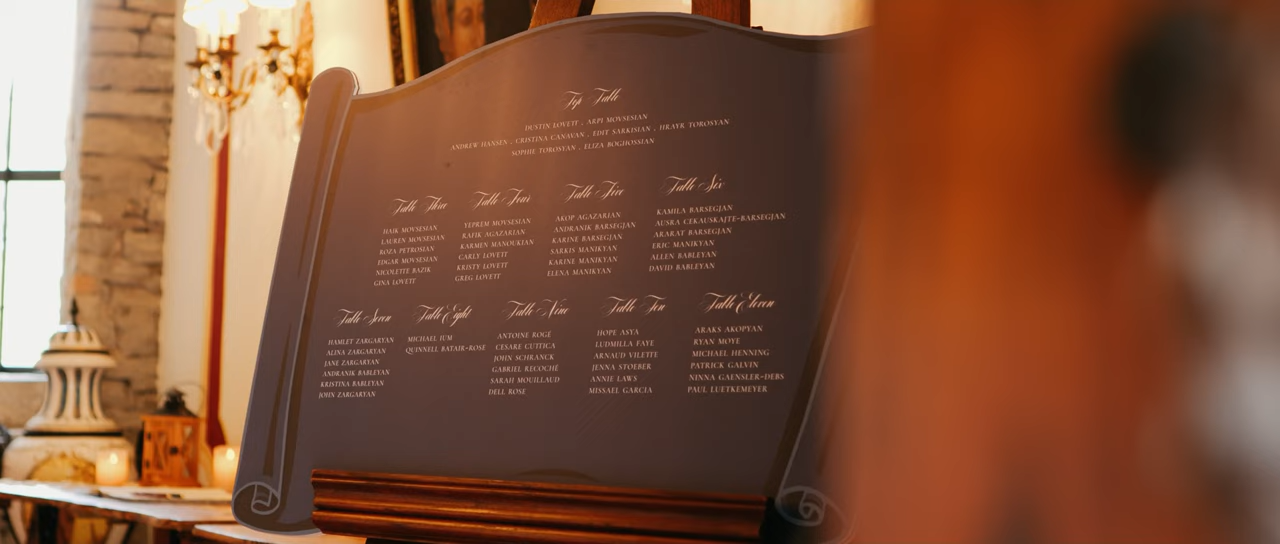 Top Table
DUSTIN LOVETT . ARPI MOVSESIAN
ANDREW HANSEN . CRISTINA CANAVAN . EDIT SARKISIAN . HRAYR TOROSYAN
SOPHIE TOROSYAN . ELIZA BOGHOSSIAN
Table Three
HAIK MOVSESIAN
LAUREN MOVSESIAN
ROZA PETROSIAN
EDGAR MOVSESIAN
NICOLETTE BAZIK
GINA LOVETT
Table Four
YEPREM MOVSESIAN
RAFIK AGAZARIAN
KARMEN MANOUKIAN
CARLY LOVETT
KRISTY LOVETT
GREG LOVETT
Table Five
AKOP AGAZARIAN
ANDRANIK BARSEGJAN
KARINE BARSEGJAN
SARKIS MANIKYAN
KARINE MANIKYAN
ELENA MANIKYAN
Table Six
KAMILA BARSEGJAN
AUSRA CEKAUSKAJTE-BARSEGJAN
ARARAT BARSEGJAN
ERIC MANIKYAN
ALLEN BABLEYAN
DAVID BABLEYAN
Table Seven
HAMLET ZARGARYAN
ALINA ZARGARYAN
JANE ZARGARYAN
ANDRANIK BABLEYAN
KRISTINA BABLEYAN
JOHN ZARGARYAN
Table Eight
MICHAEL IUM
QUINNELL BATAIR-ROSE
Table Nine
ANTOINE ROGE
CESARE CUTTICA
JOHN SCHRANCK
GABRIEL RECOCHÉ
SARAH MOUILLAUD
DELL ROSE
Table Ten
HOPE ASYA
LUDMILLA FAYE
ARNAUD VILETTE
JENNA STOEBER
ANNIE LAWS
MISSAEL GARCIA
Table Eleven
ARAKS AKOPYAN
RYAN MOYE
MICHAEL HENNING
PATRICK GALVIN
NINNA GAENSLER-DEBS
PAUL LUETKEMEYER